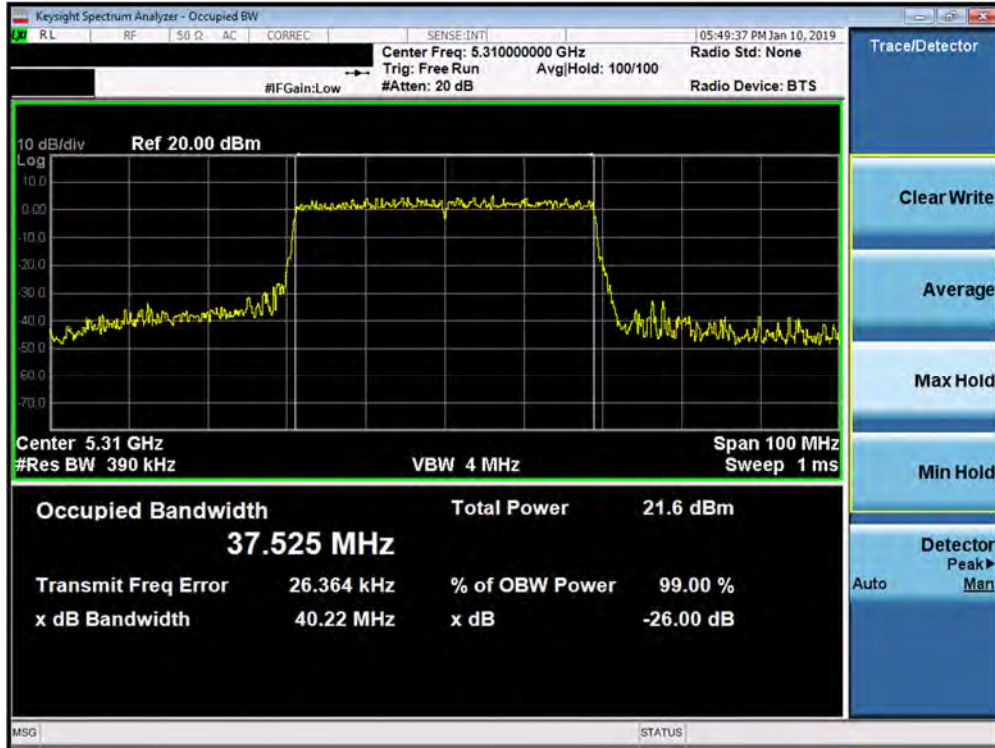 Keysight Spectrum Analyzer - Occupied BW
LXI RL RF 50 Ω AC CORREC SENSE:INT 05:49:37 PM Jan 10, 2019
Center Freq: 5.310000000 GHz Radio Std: None
Trig: Free Run Avg|Hold: 100/100
#IFGain:Low #Atten: 20 dB Radio Device: BTS
10 dB/div Ref 20.00 dBm
Log
10.0
0.00
-10.0
-20.0
-30.0
-40.0
-50.0
-60.0
-70.0
Center 5.31 GHz Span 100 MHz
#Res BW 390 kHz VBW 4 MHz Sweep 1 ms
Occupied Bandwidth Total Power 21.6 dBm
37.525 MHz
Transmit Freq Error 26.364 kHz % of OBW Power 99.00 %
x dB Bandwidth 40.22 MHz x dB -26.00 dB
MSG STATUS
Trace/Detector
Clear Write
Average
Max Hold
Min Hold
Detector
Peak▶
Auto Man